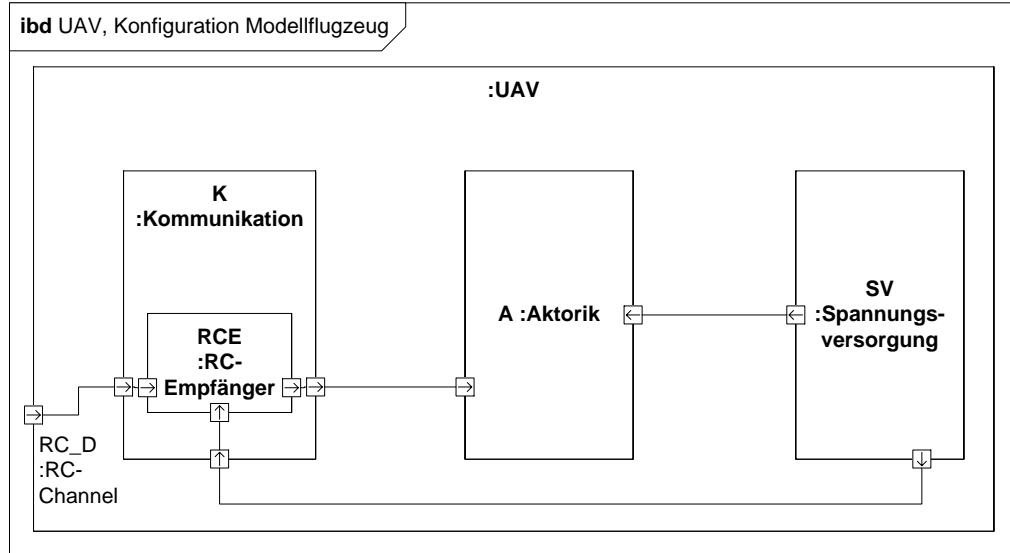 ibd UAV, Konfiguration Modellflugzeug
:UAV
K
:Kommunikation
RCE
:RC-
Empfänger
A :Aktorik
SV
:Spannungs-
versorgung
RC_D
:RC-
Channel